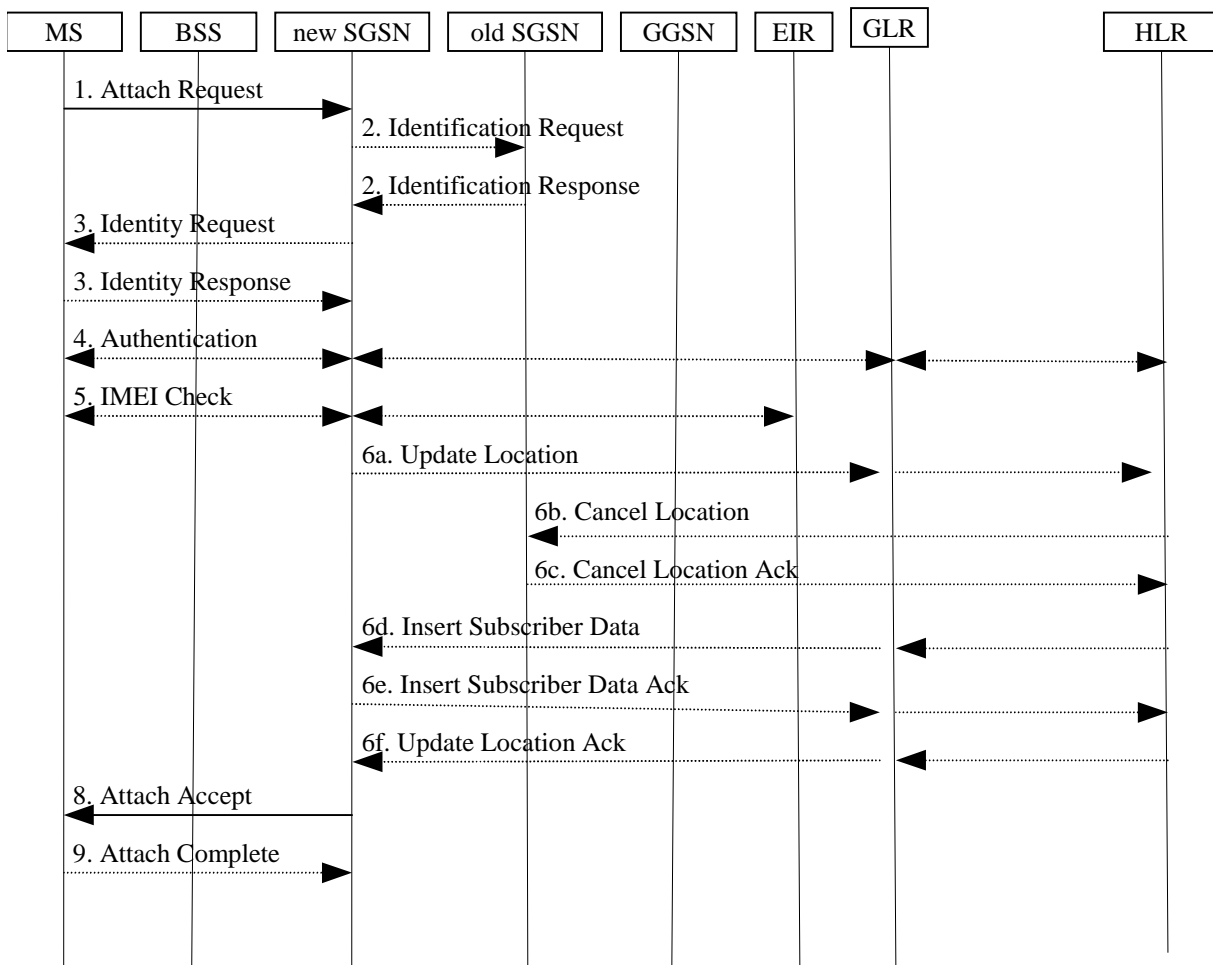 MS BSS new SGSN old SGSN GGSN EIR GLR HLR
1. Attach Request
2. Identification Request
2. Identification Response
3. Identity Request
3. Identity Response
4. Authentication
5. IMEI Check
6a. Update Location
6b. Cancel Location
6c. Cancel Location Ack
6d. Insert Subscriber Data
6e. Insert Subscriber Data Ack
6f. Update Location Ack
8. Attach Accept
9. Attach Complete